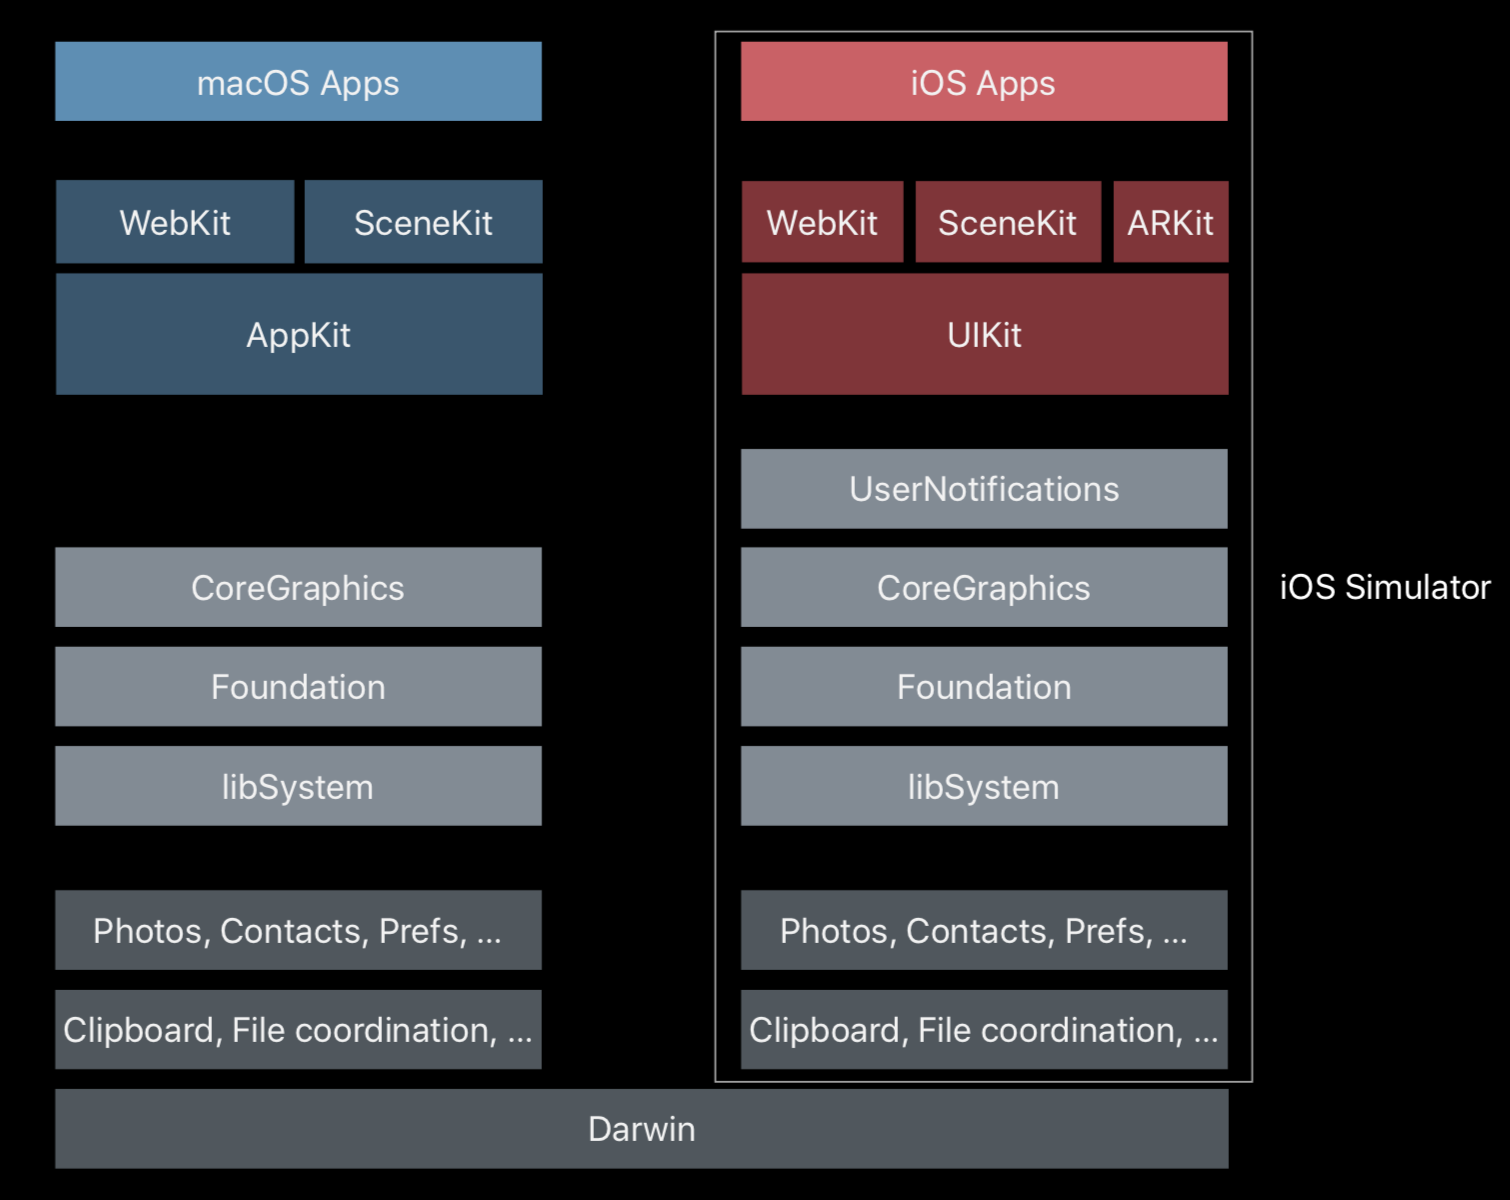 macOS Apps
iOS Apps
WebKit
SceneKit
WebKit
SceneKit
ARKit
AppKit
UIKit
UserNotifications
CoreGraphics
CoreGraphics
iOS Simulator
Foundation
Foundation
libSystem
libSystem
Photos, Contacts, Prefs, ...
Photos, Contacts, Prefs, ...
Clipboard, File coordination, ...
Clipboard, File coordination, ...
Darwin